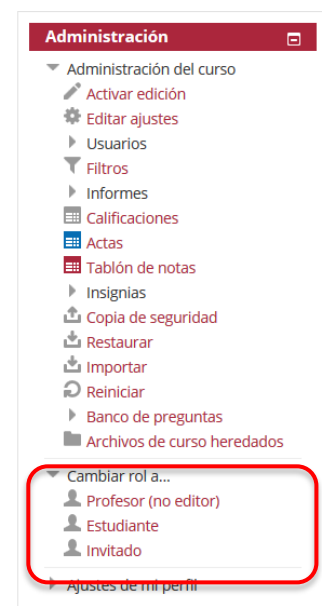 Administración
Administración del curso
Activar edición
Editar ajustes
Usuarios
Filtros
Informes
Calificaciones
Actas
Tablón de notas
Insignias
Copia de seguridad
Restaurar
Importar
Reiniciar
Banco de preguntas
Archivos de curso heredados
Cambiar rol a...
Profesor (no editor)
Estudiante
Invitado
Ajustes de mi perfil